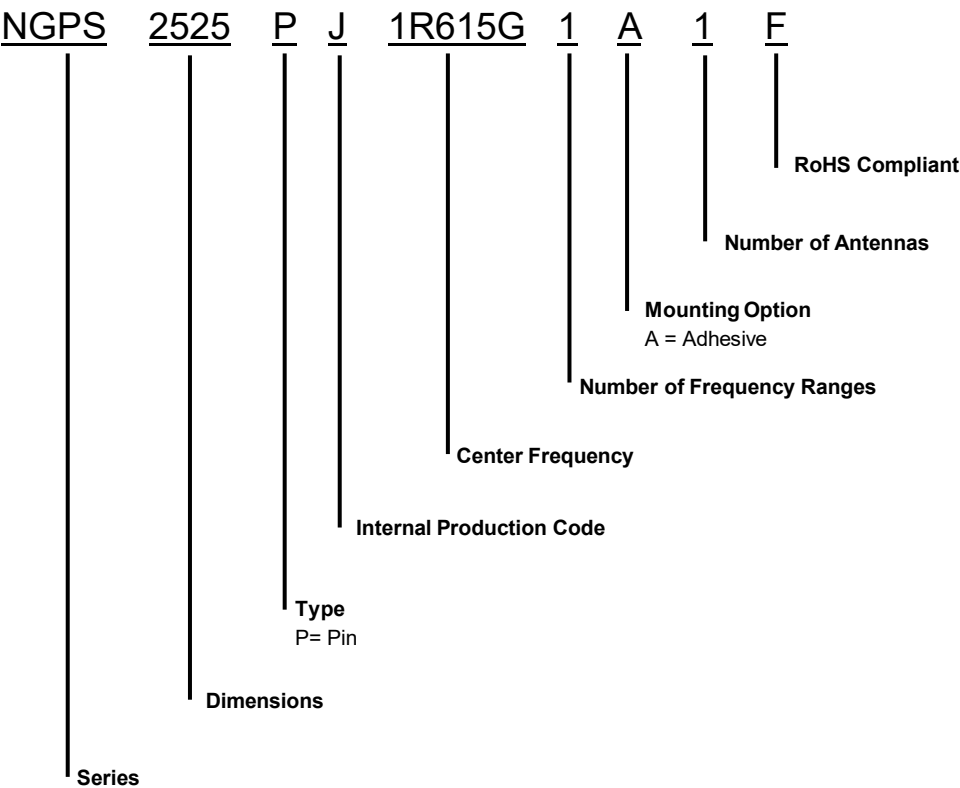 NGPS 2525 P J 1R615G 1 A 1 F
RoHS Compliant
Number of Antennas
Mounting Option
A = Adhesive
Number of Frequency Ranges
Center Frequency
Internal Production Code
Type
P= Pin
Dimensions
Series